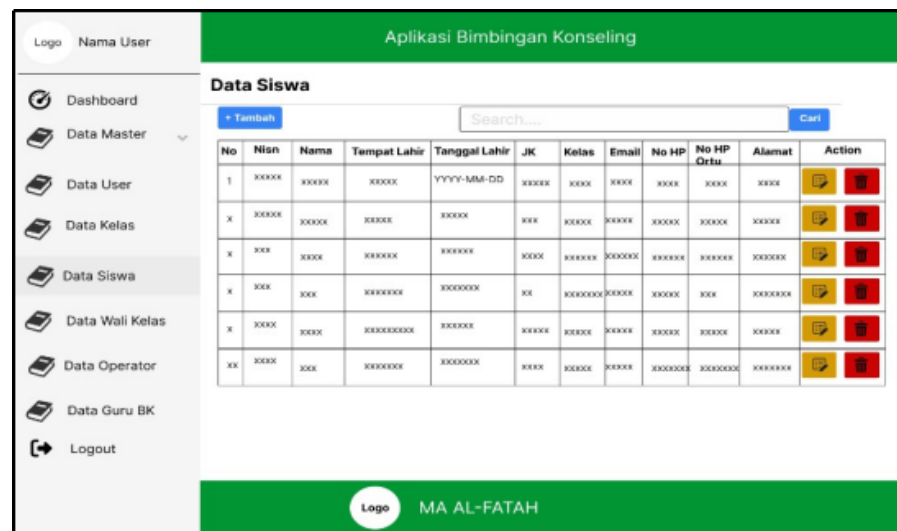 Logo Nama User
Aplikasi Bimbingan Konseling
Dashboard
Data Master
Data User
Data Kelas
Data Siswa
Data Wali Kelas
Data Operator
Data Guru BK
Logout
Data Siswa
+ Tambah Search.... Cari
No Nisn Nama Tempat Lahir Tanggal Lahir JK Kelas Email No HP No HP Ortu Alamat Action
1 xxxxx xxxxx xxxxx YYYY-MM-DD xxxxx xxxx xxxx xxxx xxxx xxxx
x xxxxx xxxxx xxxxx xxxxx xxx xxxxx xxxxx xxxxx xxxxx xxxxx
x xxx xxxx xxxxxx xxxxxx xxxx xxxxxx xxxxxx xxxxxx xxxxxx xxxxxx
x xxx xxx xxxxxxx xxxxxxx xx xxxxxxx xxxxx xxxxx xxx xxxxxxx
x xxxx xxxx xxxxxxxxx xxxxxx xxxxx xxxxx xxxxx xxxxx xxxxx xxxxx
xx xxxx xxx xxxxxxx xxxxxxx xxxx xxxxx xxxxx xxxxxxx xxxxxxx xxxxxxx
Logo MA AL-FATAH